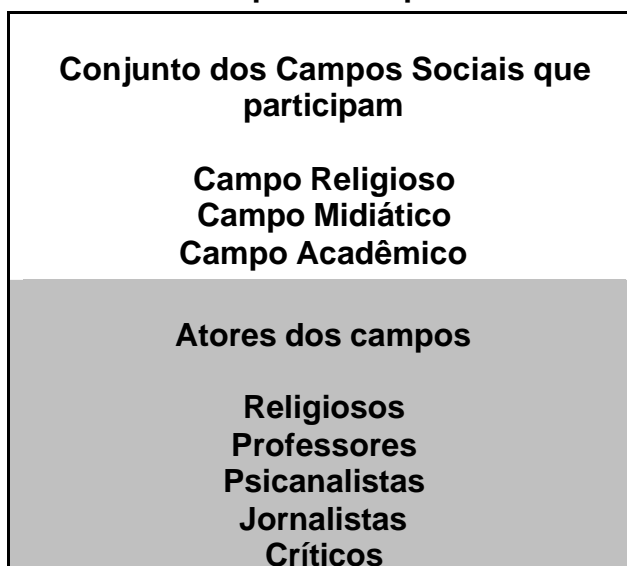 Conjunto dos Campos Sociais que
participam
Campo Religioso
Campo Midiático
Campo Acadêmico
Atores dos campos
Religiosos
Professores
Psicanalistas
Jornalistas
Críticos